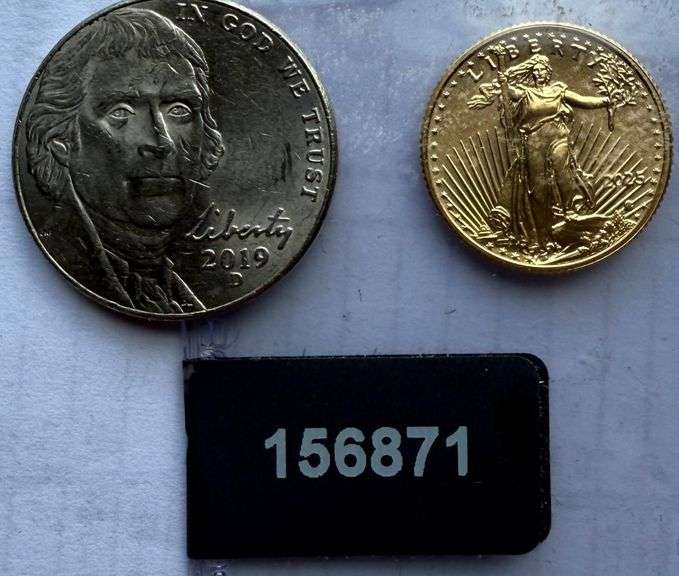 IN GOD WE TRUST
Liberty
2019
D
LIBERTY
2025
156871